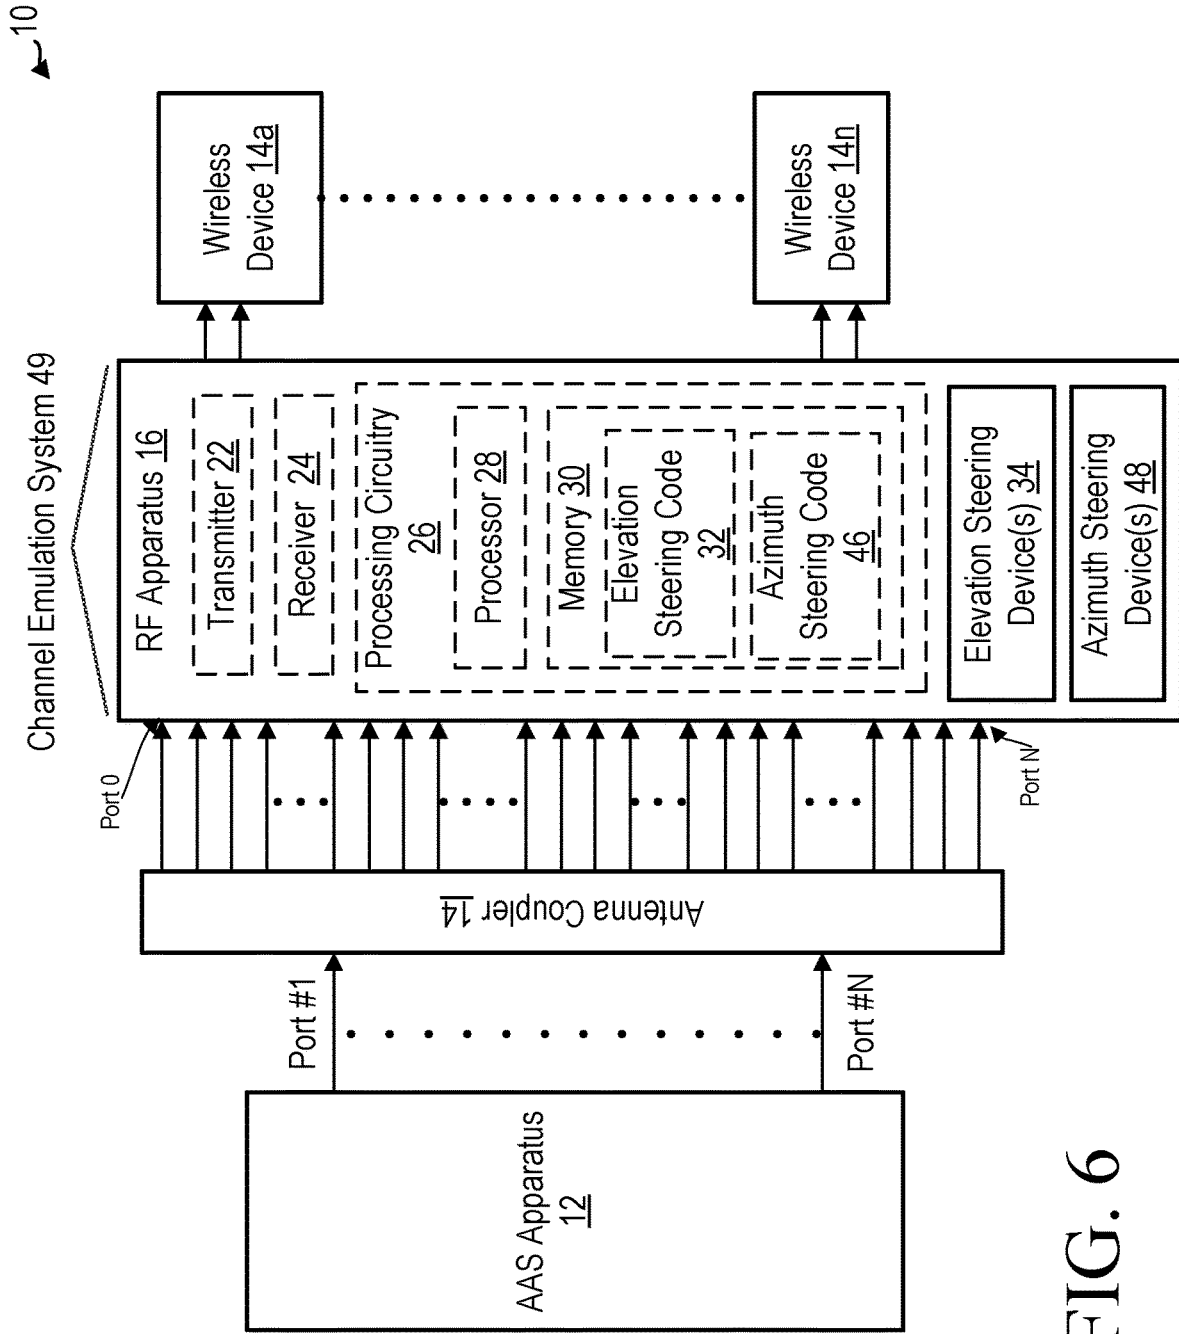 10
Channel Emulation System 49
AAS Apparatus
12
Port #1
Port #N
Antenna Coupler 14
Port 0
Port N
RF Apparatus 16
Transmitter 22
Receiver 24
Processing Circuitry
26
Processor 28
Memory 30
Elevation
Steering Code
32
Azimuth
Steering Code
46
Elevation Steering
Device(s) 34
Azimuth Steering
Device(s) 48
Wireless
Device 14a
Wireless
Device 14n
FIG. 6